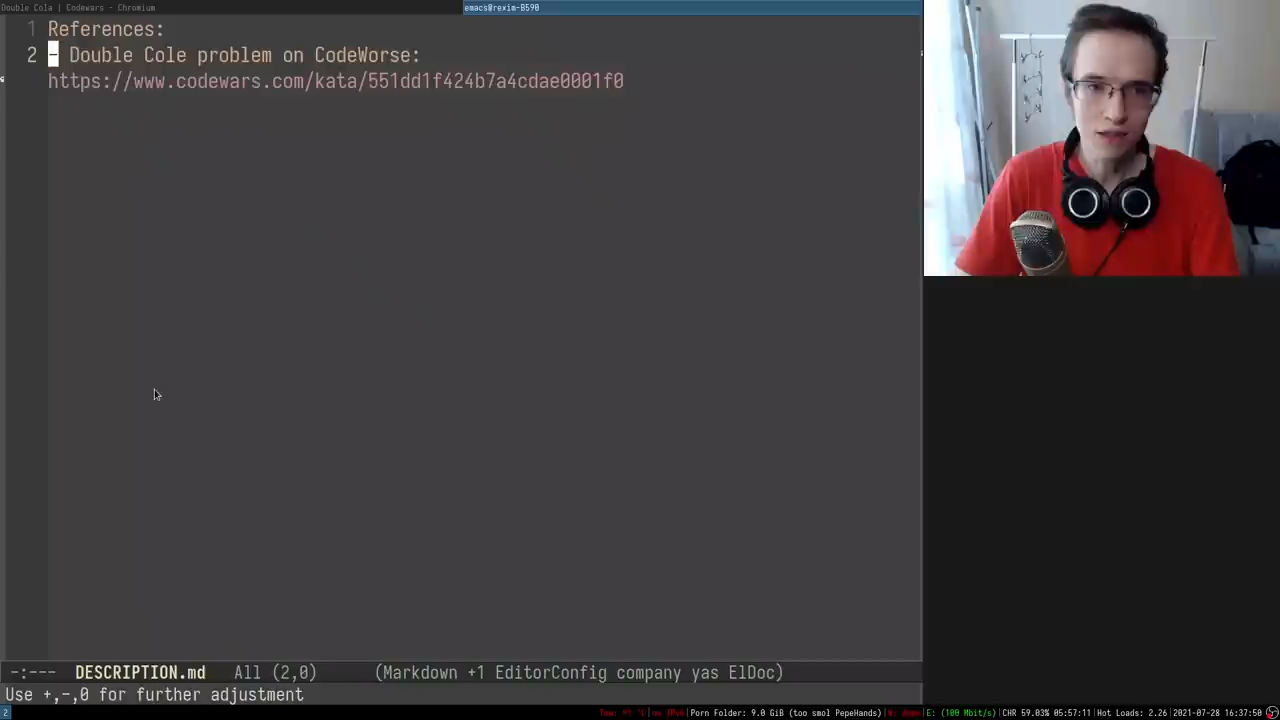 Double Cola | Codewars - Chromium
emacs@rexim-B590
1 References:
2 - Double Cole problem on CodeWorse:
https://www.codewars.com/kata/551dd1f424b7a4cdae0001f0
-:--- DESCRIPTION.md All (2,0) (Markdown +1 EditorConfig company yas ElDoc)
Use +,-,0 for further adjustment
2
Porn Folder: 9.0 GiB (too smol PepeHands)
E: (100 Mbit/s) CHR 59.03% 05:57:11 Hot Loads: 2.26 2021-07-28 16:37:50